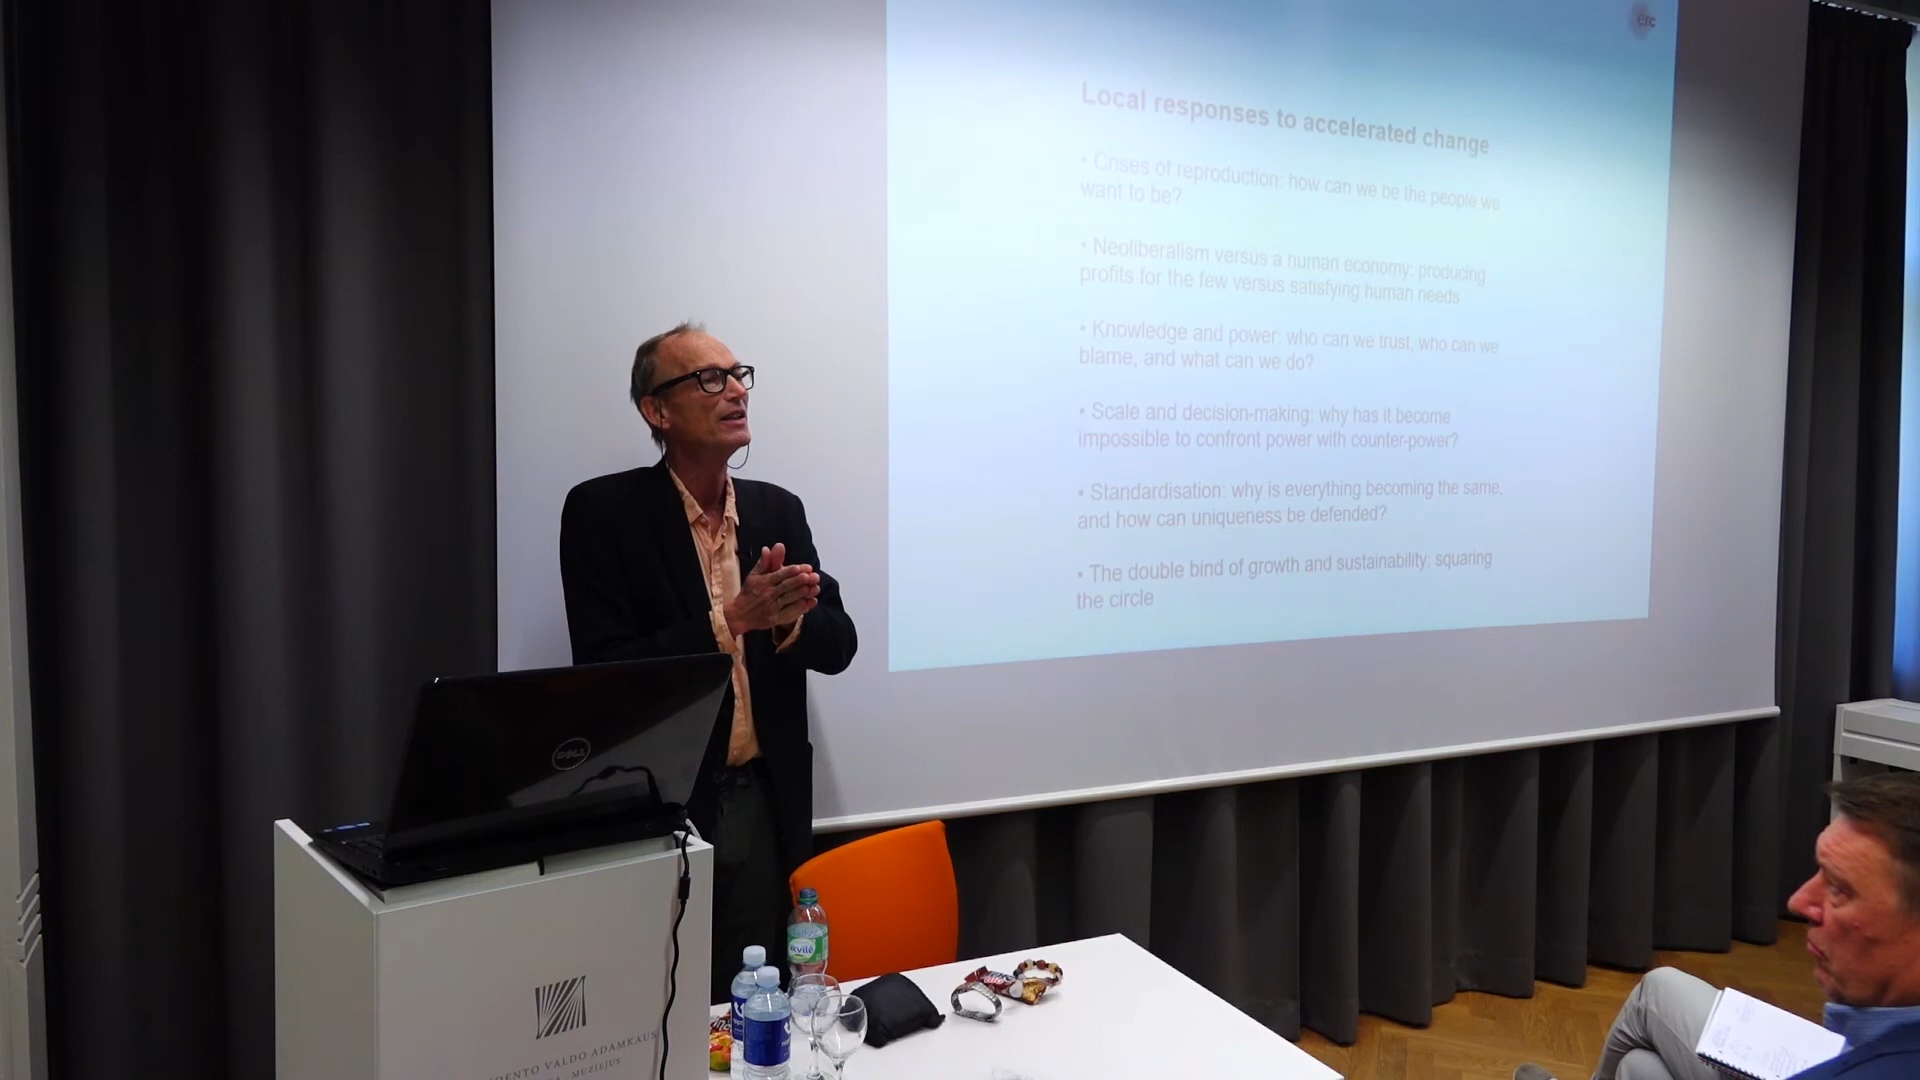 erc
Local responses to accelerated change
• Crises of reproduction: how can we be the people we
want to be?
• Neoliberalism versus a human economy: producing
profits for the few versus satisfying human needs
• Knowledge and power: who can we trust, who can we
blame, and what can we do?
• Scale and decision-making: why has it become
impossible to confront power with counter-power?
• Standardisation: why is everything becoming the same,
and how can uniqueness be defended?
• The double bind of growth and sustainability: squaring
the circle
DELL
akvilė
VALDO ADAMKAUS
MUZIEJUS